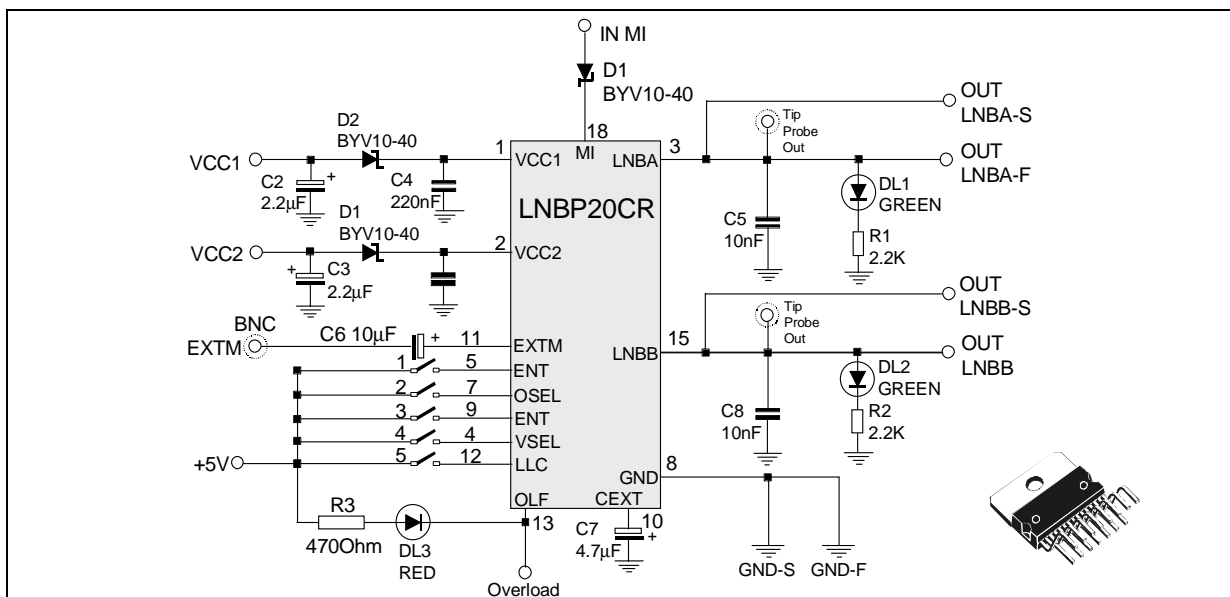 IN MI
D1
BYV10-40
OUT
LNBA-S
Tip
Probe
Out
D2
BYV10-40
1
18
MI
3
VCC1
VCC1
LNBA
OUT
LNBA-F
C2
2.2µF
+
C4
220nF
LNBP20CR
DL1
GREEN
C5
10nF
R1
2.2K
D1
BYV10-40
2
VCC2
VCC2
+
C3
2.2µF
OUT
LNBB-S
Tip
Probe
Out
BNC
EXTM
C6 10µF
+
11
EXTM
15
LNBB
OUT
LNBB
1
5
ENT
2
7
OSEL
3
9
ENT
4
4
VSEL
5
12
LLC
DL2
GREEN
C8
10nF
R2
2.2K
+5V
GND
8
OLF
CEXT
R3
470Ohm
DL3
RED
13
10
C7
4.7µF
+
GND-S
GND-F
Overload